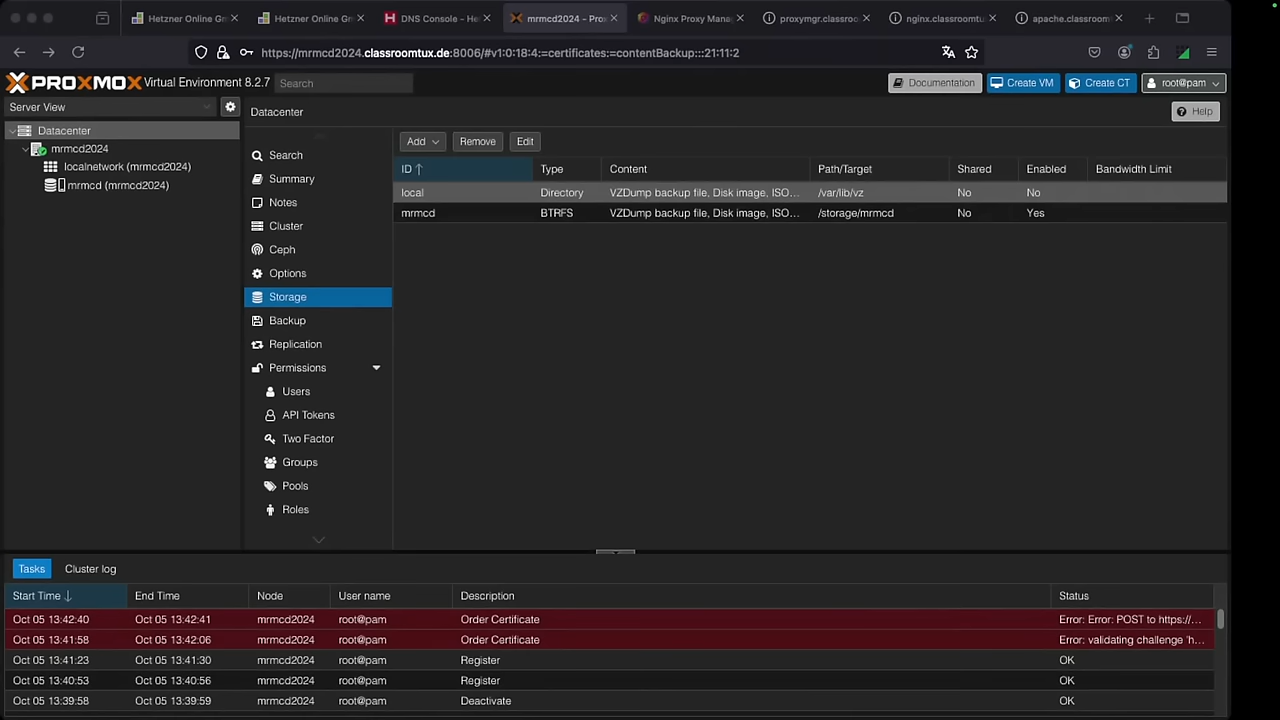 Hetzner Online Gr
Hetzner Online Gr
DNS Console - He
mrmcd2024 - Prox
Nginx Proxy Mana
proxymgr.classroo
nginx.classroomtu
apache.classroom
https://mrmcd2024.classroomtux.de:8006/#v1:0:18:4:=certificates:=contentBackup:::21:11:2
PROXMOX Virtual Environment 8.2.7 Search Documentation Create VM Create CT root@pam
Server View
Datacenter
Help
Datacenter
mrmcd2024
localnetwork (mrmcd2024)
mrmcd (mrmcd2024)
Search
Summary
Notes
Cluster
Ceph
Options
Storage
Backup
Replication
Permissions
Users
API Tokens
Two Factor
Groups
Pools
Roles
Add Remove Edit
ID Type Content Path/Target Shared Enabled Bandwidth Limit
local Directory VZDump backup file, Disk image, ISO... /var/lib/vz No No
mrmcd BTRFS VZDump backup file, Disk image, ISO... /storage/mrmcd No Yes
Tasks Cluster log
Start Time End Time Node User name Description Status
Oct 05 13:42:40 Oct 05 13:42:41 mrmcd2024 root@pam Order Certificate Error: Error: POST to https://...
Oct 05 13:41:58 Oct 05 13:42:06 mrmcd2024 root@pam Order Certificate Error: validating challenge 'h...
Oct 05 13:41:23 Oct 05 13:41:30 mrmcd2024 root@pam Register OK
Oct 05 13:40:53 Oct 05 13:40:56 mrmcd2024 root@pam Register OK
Oct 05 13:39:58 Oct 05 13:39:59 mrmcd2024 root@pam Deactivate OK